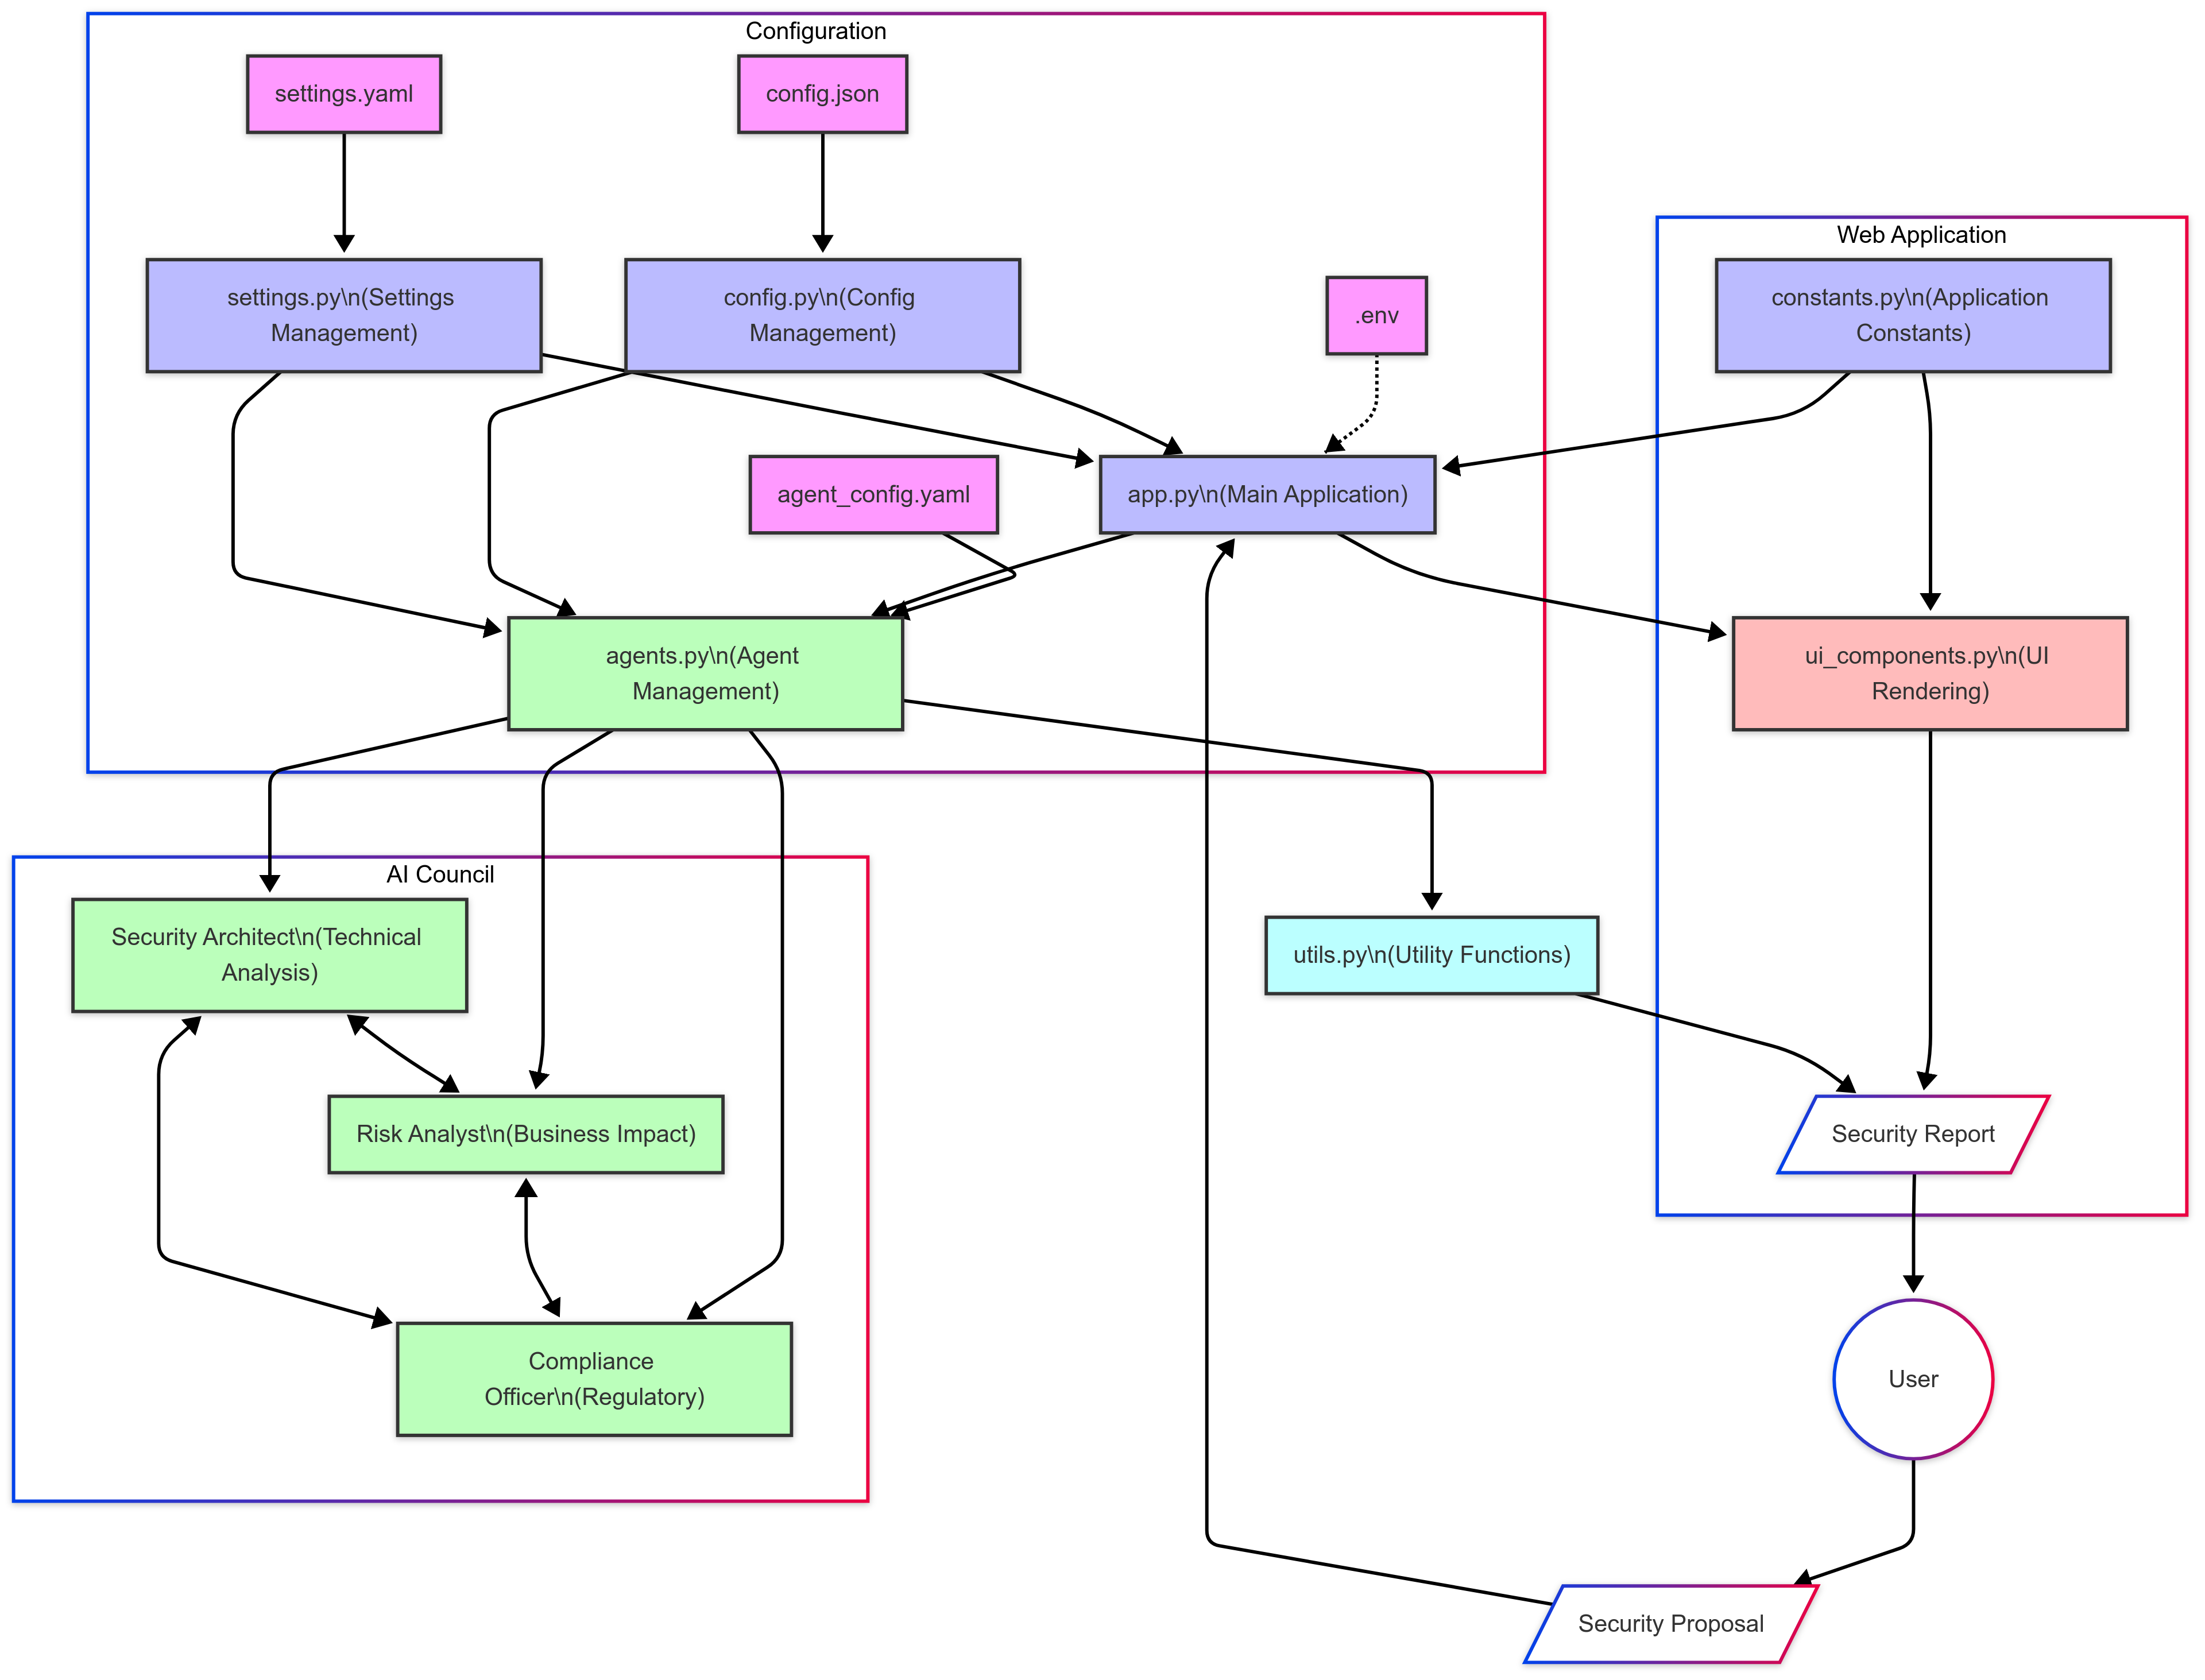 Configuration
settings.yaml
config.json
settings.py\n(Settings
Management)
config.py\n(Config
Management)
.env
agent_config.yaml
app.py\n(Main Application)
agents.py\n(Agent
Management)
Web Application
constants.py\n(Application
Constants)
ui_components.py\n(UI
Rendering)
AI Council
Security Architect\n(Technical
Analysis)
Risk Analyst\n(Business Impact)
Compliance
Officer\n(Regulatory)
utils.py\n(Utility Functions)
Security Report
User
Security Proposal